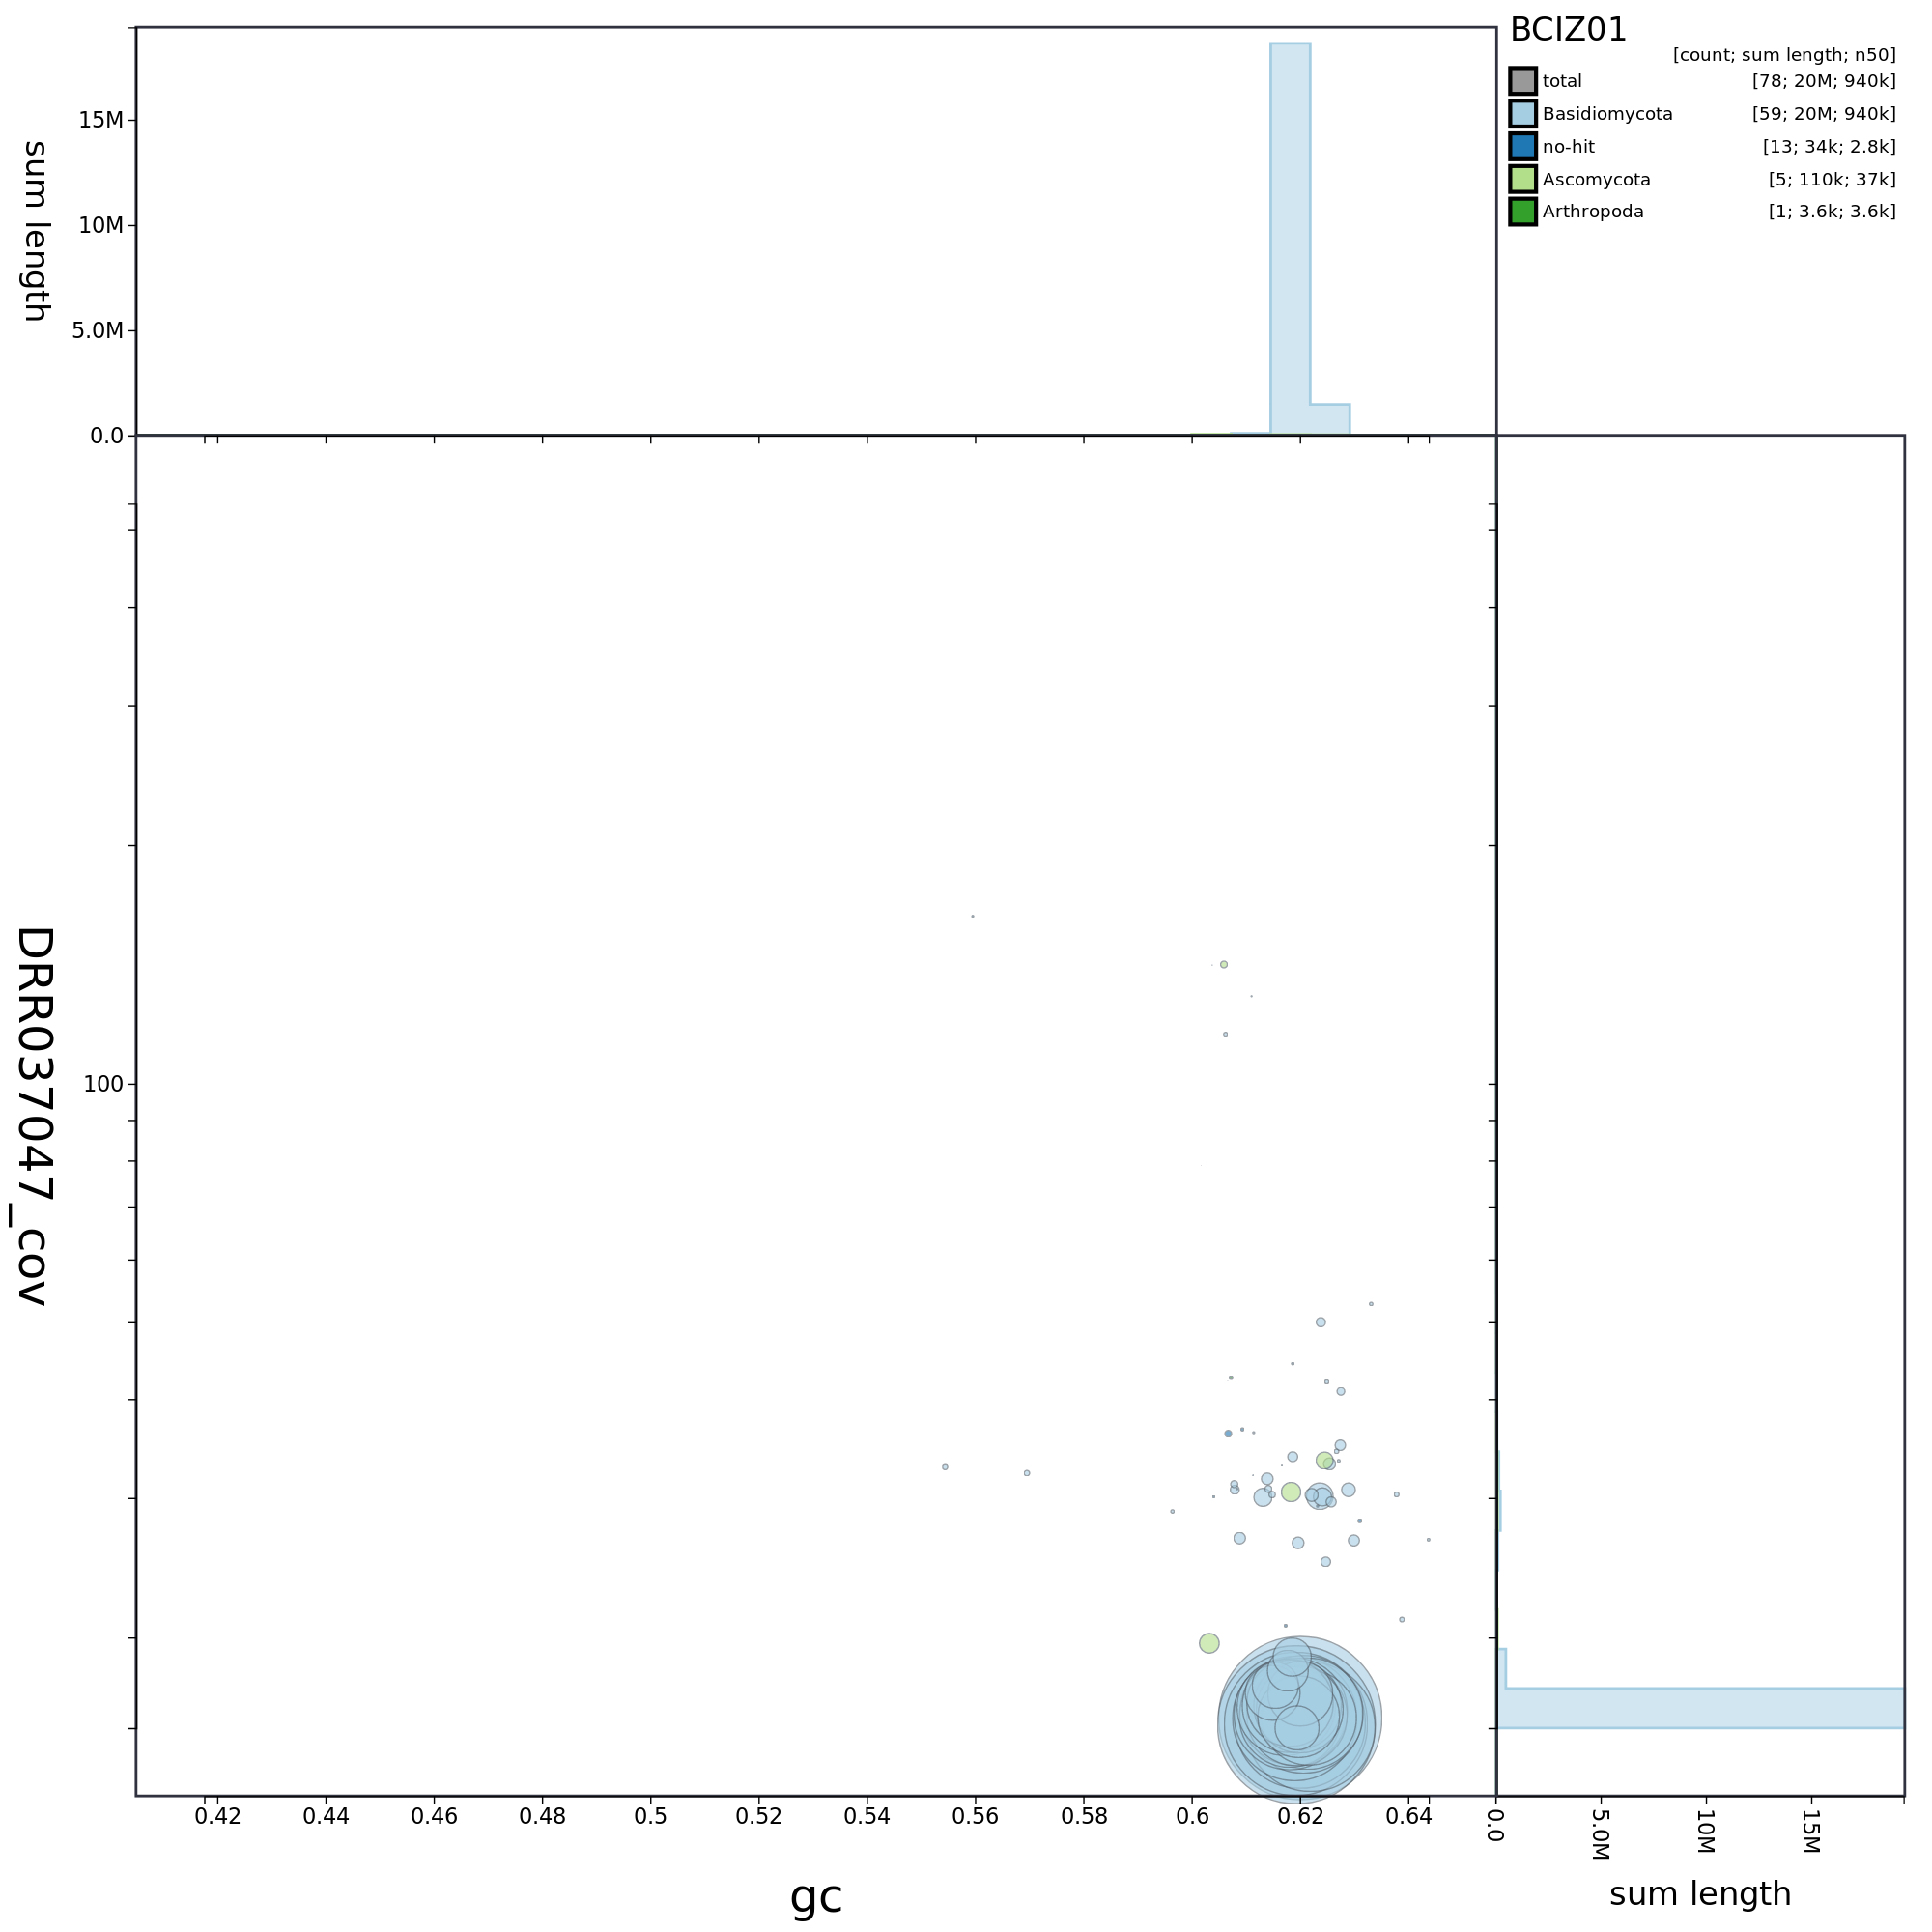 BCIZ01
[count; sum length; n50]
total [78; 20M; 940k]
Basidiomycota [59; 20M; 940k]
no-hit [13; 34k; 2.8k]
Ascomycota [5; 110k; 37k]
Arthropoda [1; 3.6k; 3.6k]
sum length
15M
10M
5.0M
0.0
DRR037047_cov
100
0.42 0.44 0.46 0.48 0.5 0.52 0.54 0.56 0.58 0.6 0.62 0.64
gc
0.0 5.0M 10M 15M
sum length